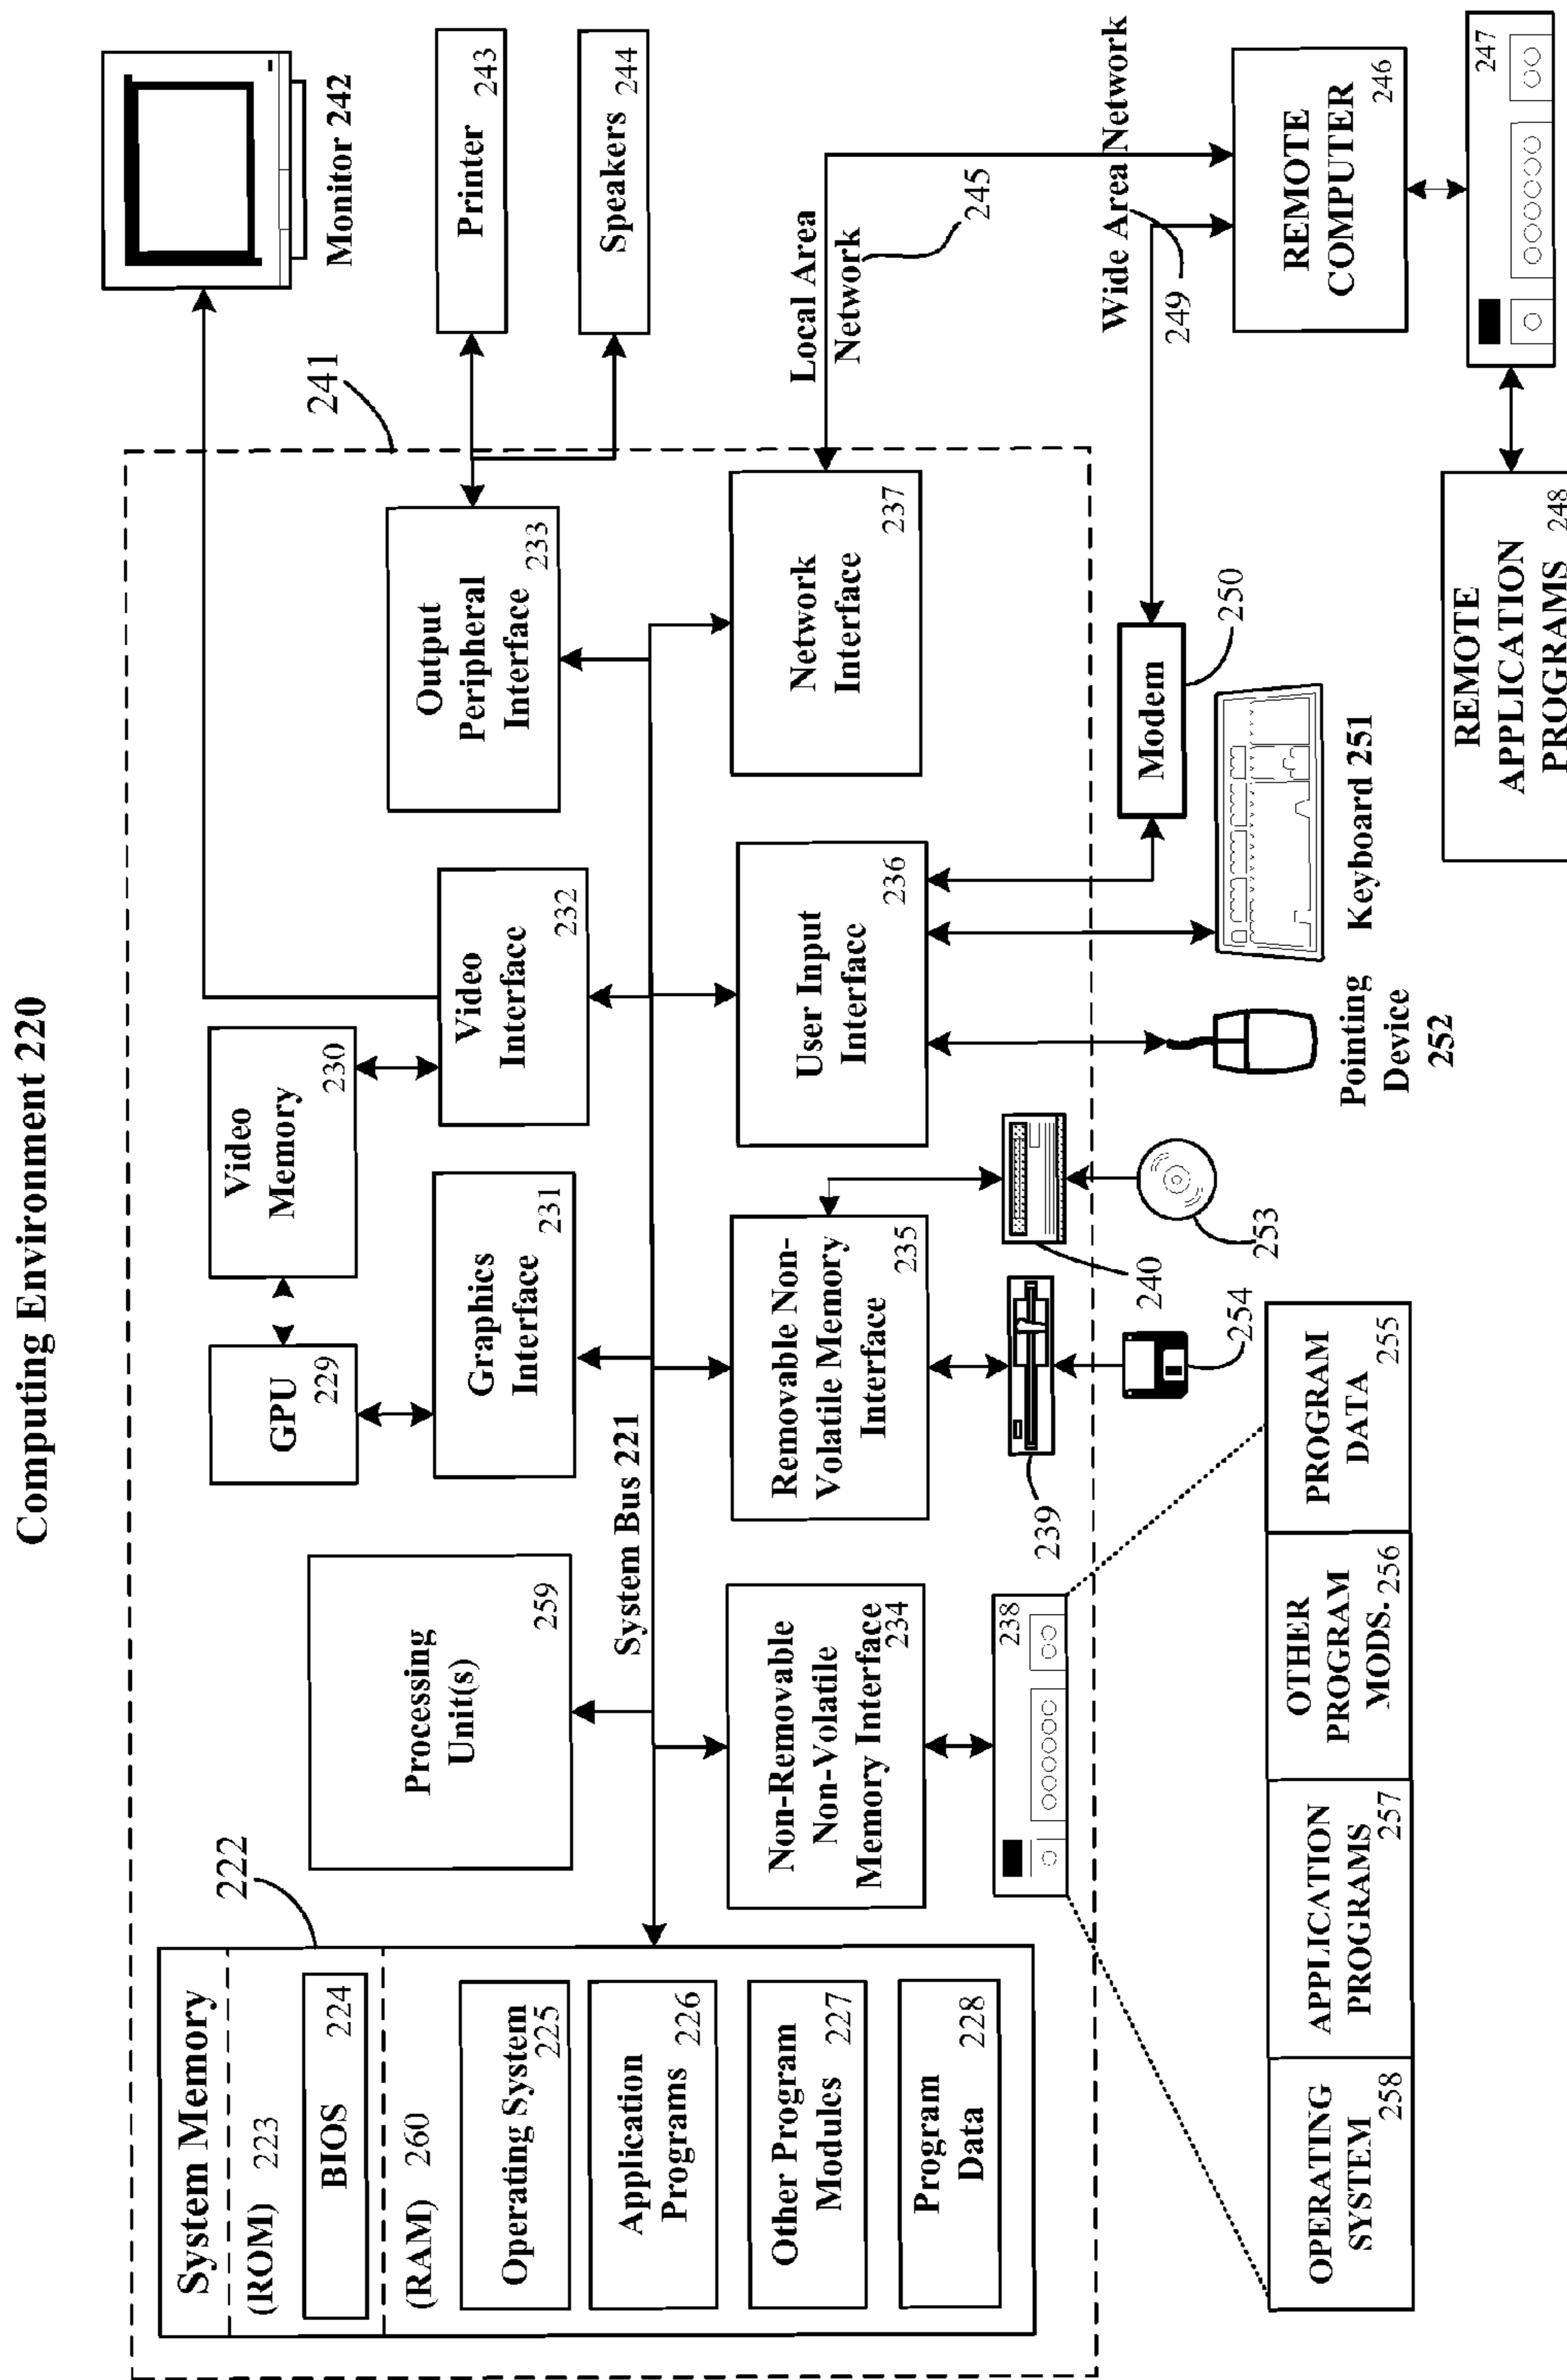 Computing Environment 220
222
System Memory
(ROM) 223
BIOS 224
(RAM) 260
Operating System
225
Application
Programs 226
Other Program
Modules 227
Program
Data 228
Processing
Unit(s)
259
System Bus 221
GPU
229
Video
Memory
230
Graphics
Interface 231
Video
Interface
232
Output
Peripheral
Interface 233
241
Monitor 242
Printer 243
Speakers 244
Non-Removable
Non-Volatile
Memory Interface
234
Removable Non-
Volatile Memory
Interface 235
User Input
Interface 236
Network
Interface 237
Local Area
Network
245
238
239
240
254
253
Pointing
Device
252
Keyboard 251
Modem
250
Wide Area Network
249
REMOTE
COMPUTER
246
247
OPERATING
SYSTEM 258
APPLICATION
PROGRAMS 257
OTHER
PROGRAM
MODS. 256
PROGRAM
DATA 255
REMOTE
APPLICATION
PROGRAMS 248